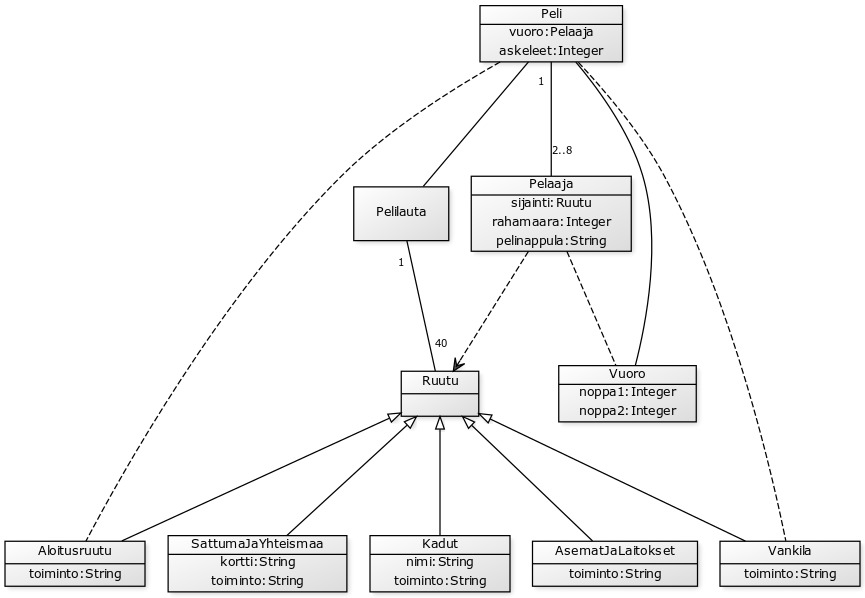 Peli
vuoro:Pelaaja
askeleet:Integer
1
2..8
Pelilauta
Pelaaja
sijainti:Ruutu
rahamaara:Integer
pelinappula:String
1
40
Ruutu
Vuoro
noppa1:Integer
noppa2:Integer
Aloitusruutu
toiminto:String
SattumaJaYhteismaa
kortti:String
toiminto:String
Kadut
nimi:String
toiminto:String
AsematJaLaitokset
toiminto:String
Vankila
toiminto:String